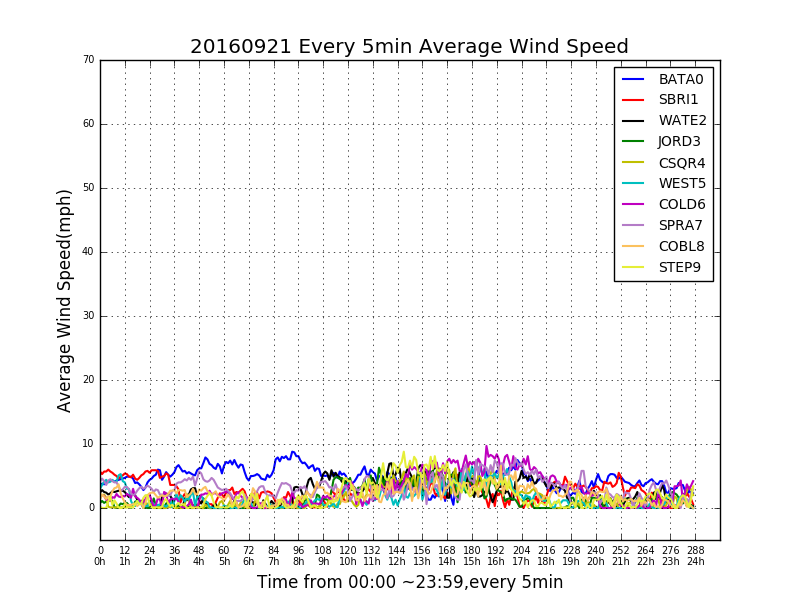 20160921 Every 5min Average Wind Speed
70
60
50
40
30
20
10
0
Average Wind Speed(mph)
BATA0
SBRI1
WATE2
JORD3
CSQR4
WEST5
COLD6
SPRA7
COBL8
STEP9
0 12 24 36 48 60 72 84 96 108 120 132 144 156 168 180 192 204 216 228 240 252 264 276 288
0h 1h 2h 3h 4h 5h 6h 7h 8h 9h 10h 11h 12h 13h 14h 15h 16h 17h 18h 19h 20h 21h 22h 23h 24h
Time from 00:00 ~23:59,every 5min